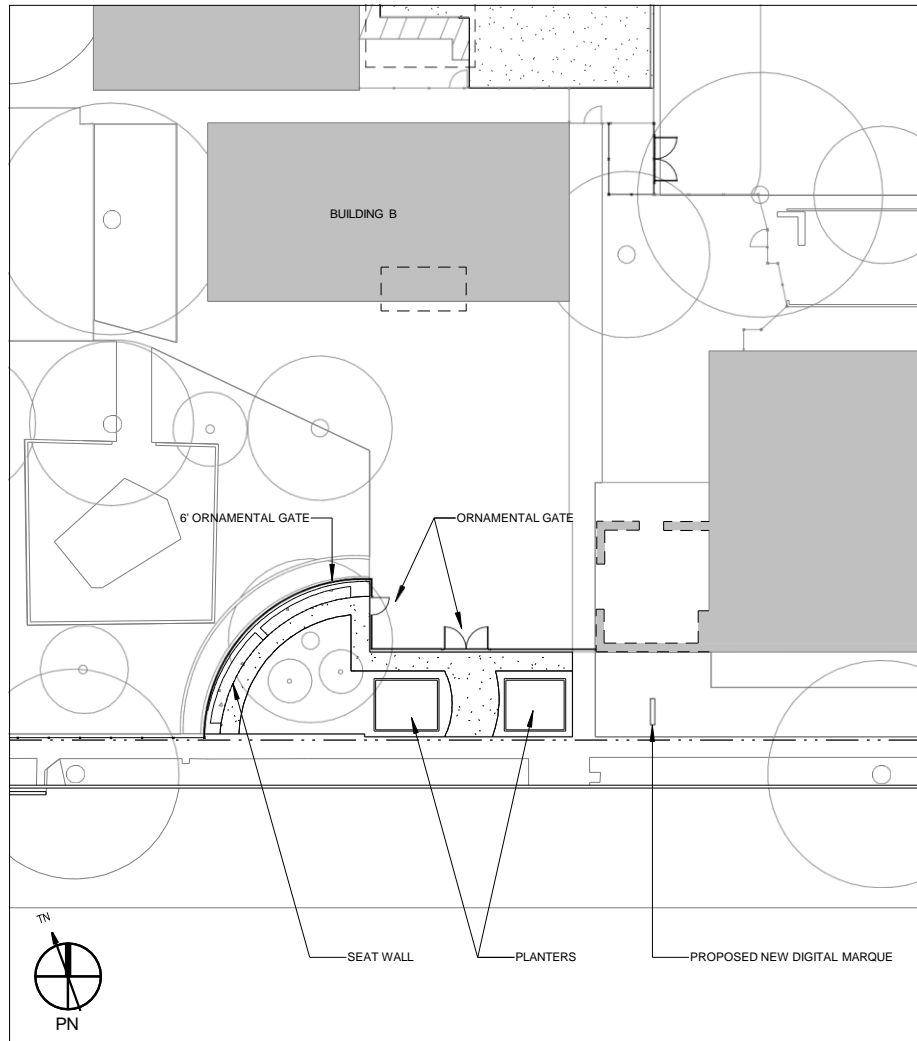 BUILDING B
6' ORNAMENTAL GATE
ORNAMENTAL GATE
TN
PN
SEAT WALL
PLANTERS
PROPOSED NEW DIGITAL MARQUE